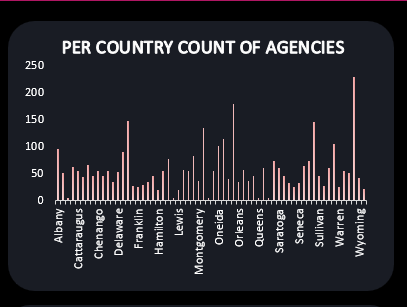 PER COUNTRY COUNT OF AGENCIES
250
200
150
100
50
0
Albany
Cattaraugus
Chenango
Delaware
Franklin
Hamilton
Lewis
Montgomery
Oneida
Orleans
Queens
Saratoga
Seneca
Sullivan
Warren
Wyoming